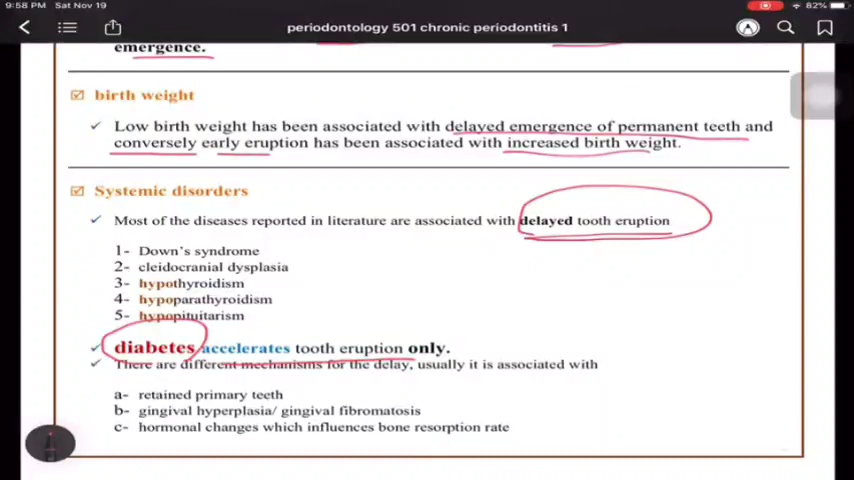 9:58 PM Sat Nov 19
82%
periodontology 501 chronic periodontitis 1
emergence.
birth weight
Low birth weight has been associated with delayed emergence of permanent teeth and
conversely early eruption has been associated with increased birth weight.
Systemic disorders
Most of the diseases reported in literature are associated with delayed tooth eruption
1- Down's syndrome
2- cleidocranial dysplasia
3- hypothyroidism
4- hypoparathyroidism
5- hypopituitarism
diabetes accelerates tooth eruption only.
There are different mechanisms for the delay, usually it is associated with
a- retained primary teeth
b- gingival hyperplasia/ gingival fibromatosis
c- hormonal changes which influences bone resorption rate